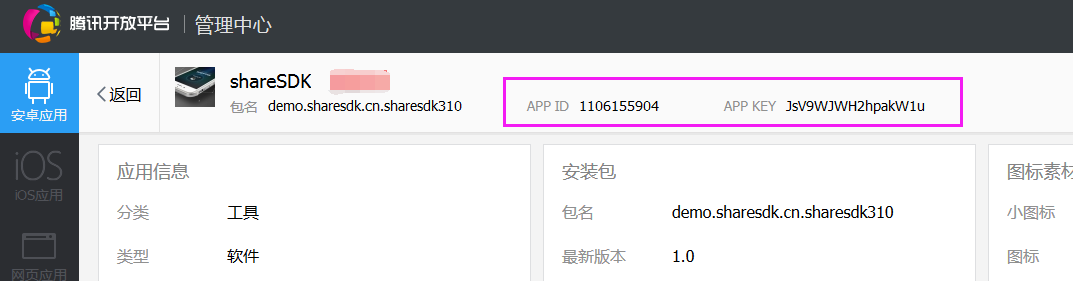 腾讯开放平台 管理中心
安卓应用
返回
shareSDK
包名 demo.sharesdk.cn.sharesdk310
APP ID 1106155904 APP KEY JsV9WJWH2hpakW1u
iOS
iOS应用
网页应用
应用信息
分类 工具
类型 软件
安装包
包名 demo.sharesdk.cn.sharesdk310
最新版本 1.0
图标素材
小图标
图标